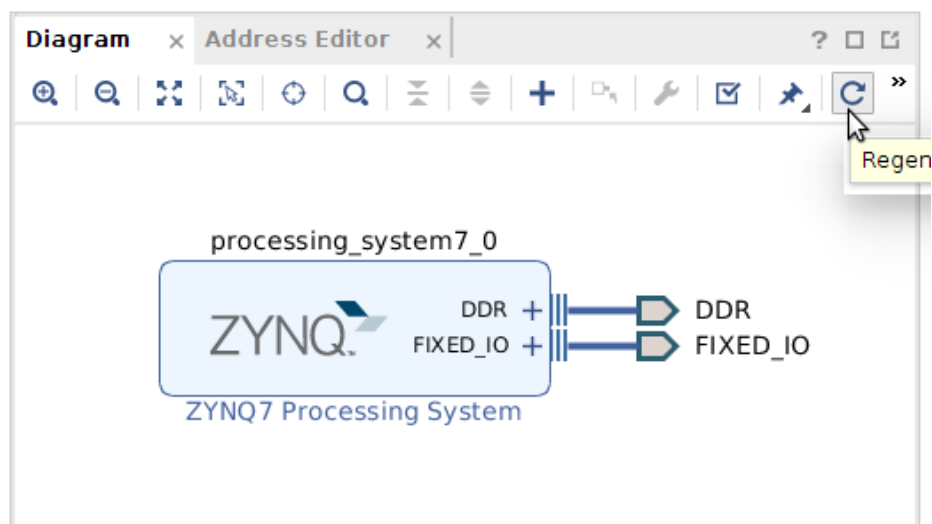 Diagram × Address Editor × ?
»
Regen
processing_system7_0
DDR + DDR
ZYNQ
FIXED_IO + FIXED_IO
ZYNQ7 Processing System